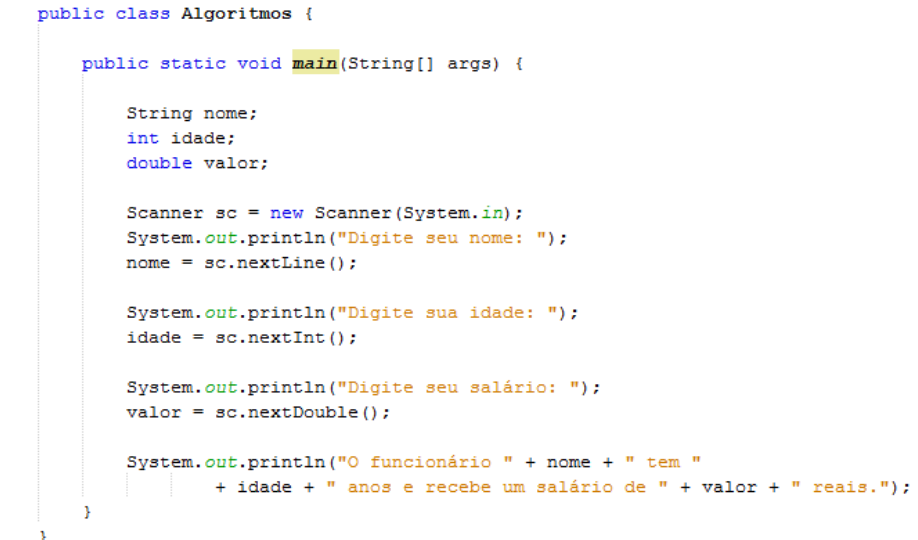 public class Algoritmos {
public static void main(String[] args) {
String nome;
int idade;
double valor;
Scanner sc = new Scanner(System.in);
System.out.println("Digite seu nome: ");
nome = sc.nextLine();
System.out.println("Digite sua idade: ");
idade = sc.nextInt();
System.out.println("Digite seu salário: ");
valor = sc.nextDouble();
System.out.println("O funcionário " + nome + " tem "
+ idade + " anos e recebe um salário de " + valor + " reais.");
}
}